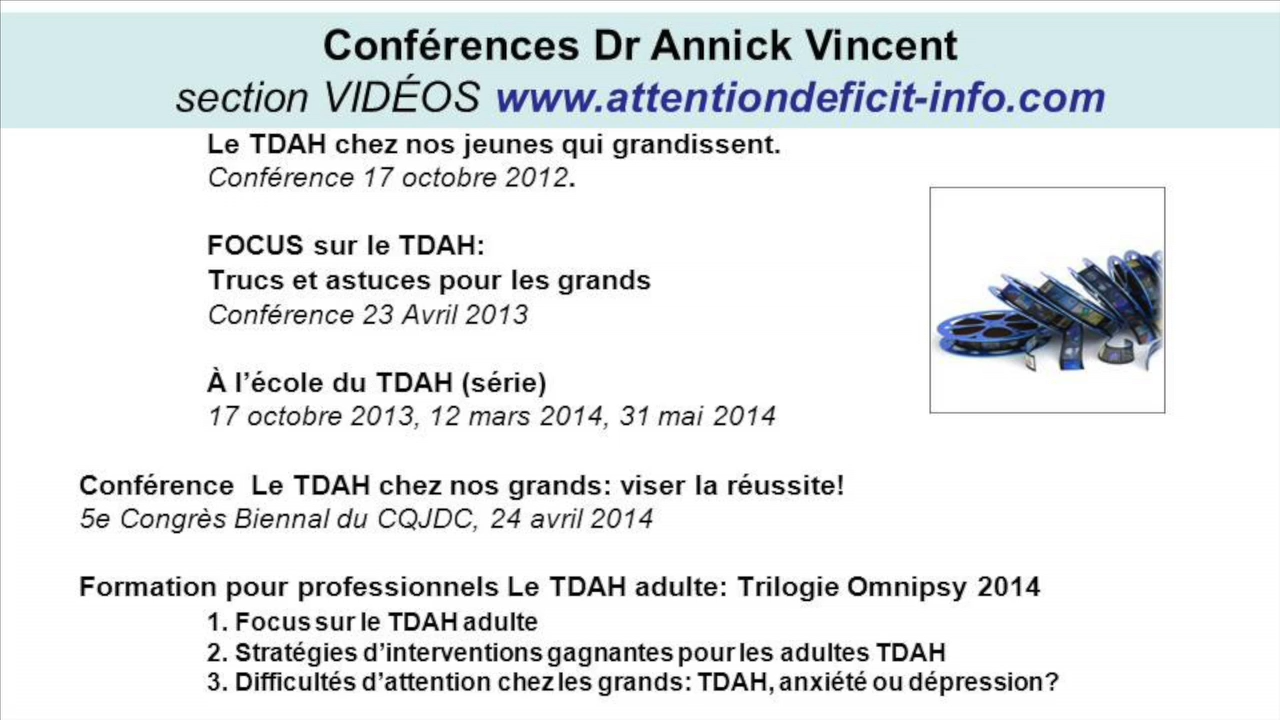 Conférences Dr Annick Vincent
section VIDÉOS www.attentiondeficit-info.com
Le TDAH chez nos jeunes qui grandissent.
Conférence 17 octobre 2012.
FOCUS sur le TDAH:
Trucs et astuces pour les grands
Conférence 23 Avril 2013
À l’école du TDAH (série)
17 octobre 2013, 12 mars 2014, 31 mai 2014
Conférence Le TDAH chez nos grands: viser la réussite!
5e Congrès Biennal du CQJDC, 24 avril 2014
Formation pour professionnels Le TDAH adulte: Trilogie Omnipsy 2014
1. Focus sur le TDAH adulte
2. Stratégies d’interventions gagnantes pour les adultes TDAH
3. Difficultés d’attention chez les grands: TDAH, anxiété ou dépression?